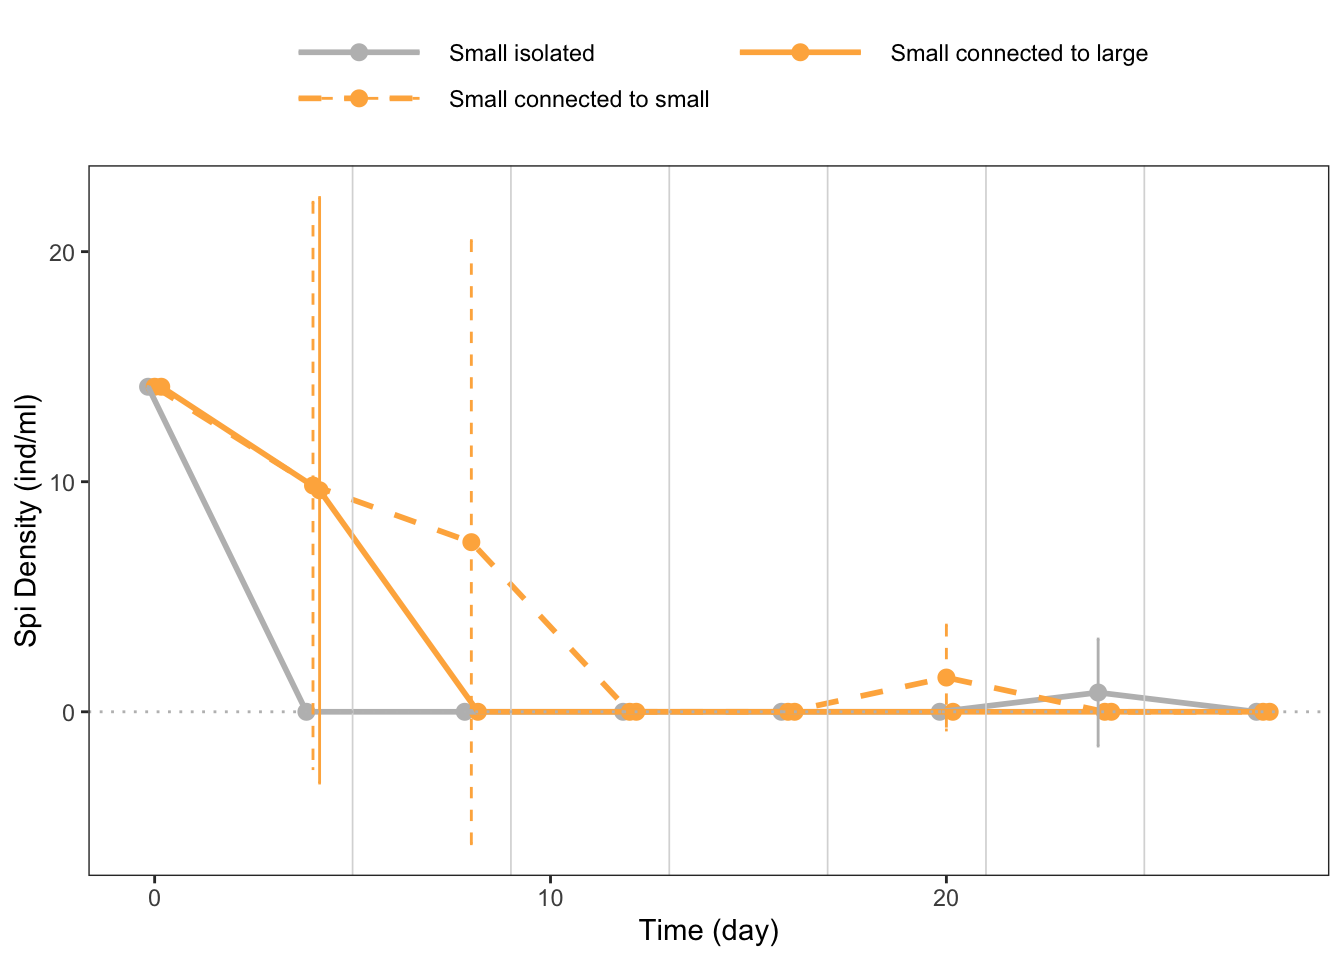 Small isolated
Small connected to large
Small connected to small
Spi Density (ind/ml)
20
10
0
0
10
20
Time (day)